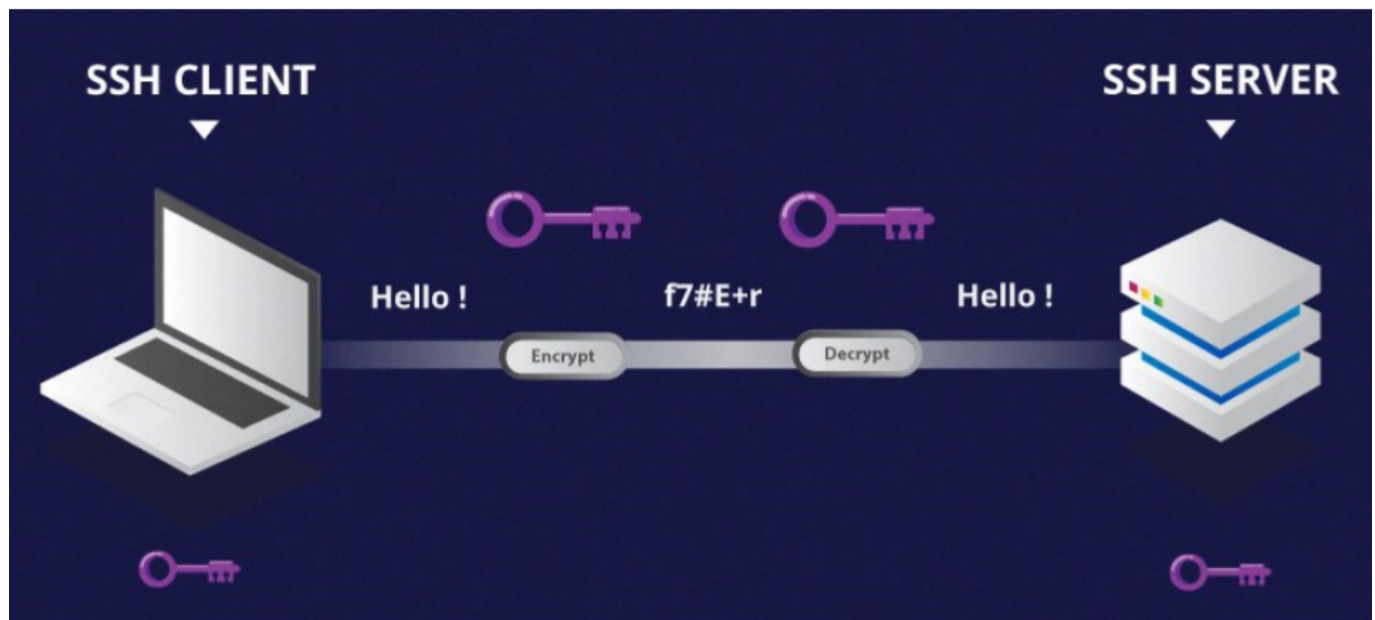 SSH CLIENT
SSH SERVER
Hello !
f7#E+r
Hello !
Encrypt
Decrypt